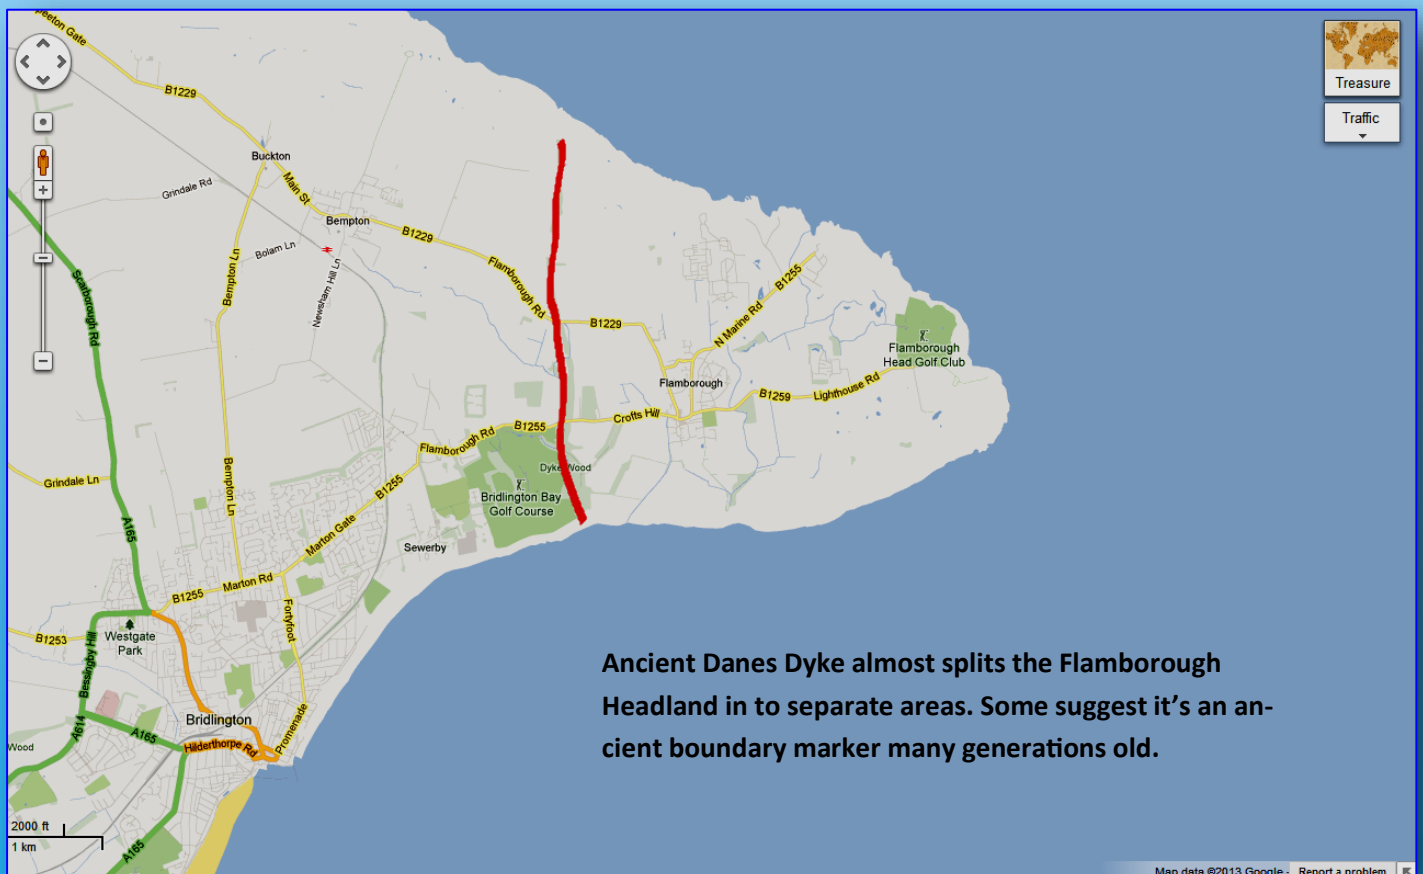 eeton Gate
B1229
Buckton
Grindale Rd
Main St
Bempton
Bolam Ln
B1229
Bempton Ln
Newsham Hill Ln
Flamborough Rd
B1229
N Marine Rd
B1255
Scarborough Rd
Flamborough
Head Golf Club
Flamborough
B1259
Lighthouse Rd
Crofts Hill
B1255
Flamborough Rd
Dyke Wood
Bridlington Bay
Golf Course
Grindale Ln
Bempton Ln
B1255
A165
Marton Gate
Sewerby
Marton Rd
B1255
Fortyfoot
B1253
Westgate
Park
Bessingby Hill
Bridlington
Promenade
Hilderthorpe Rd
A165
A614
Wood
A165
2000 ft
1 km
Treasure
Traffic
Ancient Danes Dyke almost splits the Flamborough
Headland in to separate areas. Some suggest it’s an an-
cient boundary marker many generations old.
Map data ©2013 Google - Report a problem